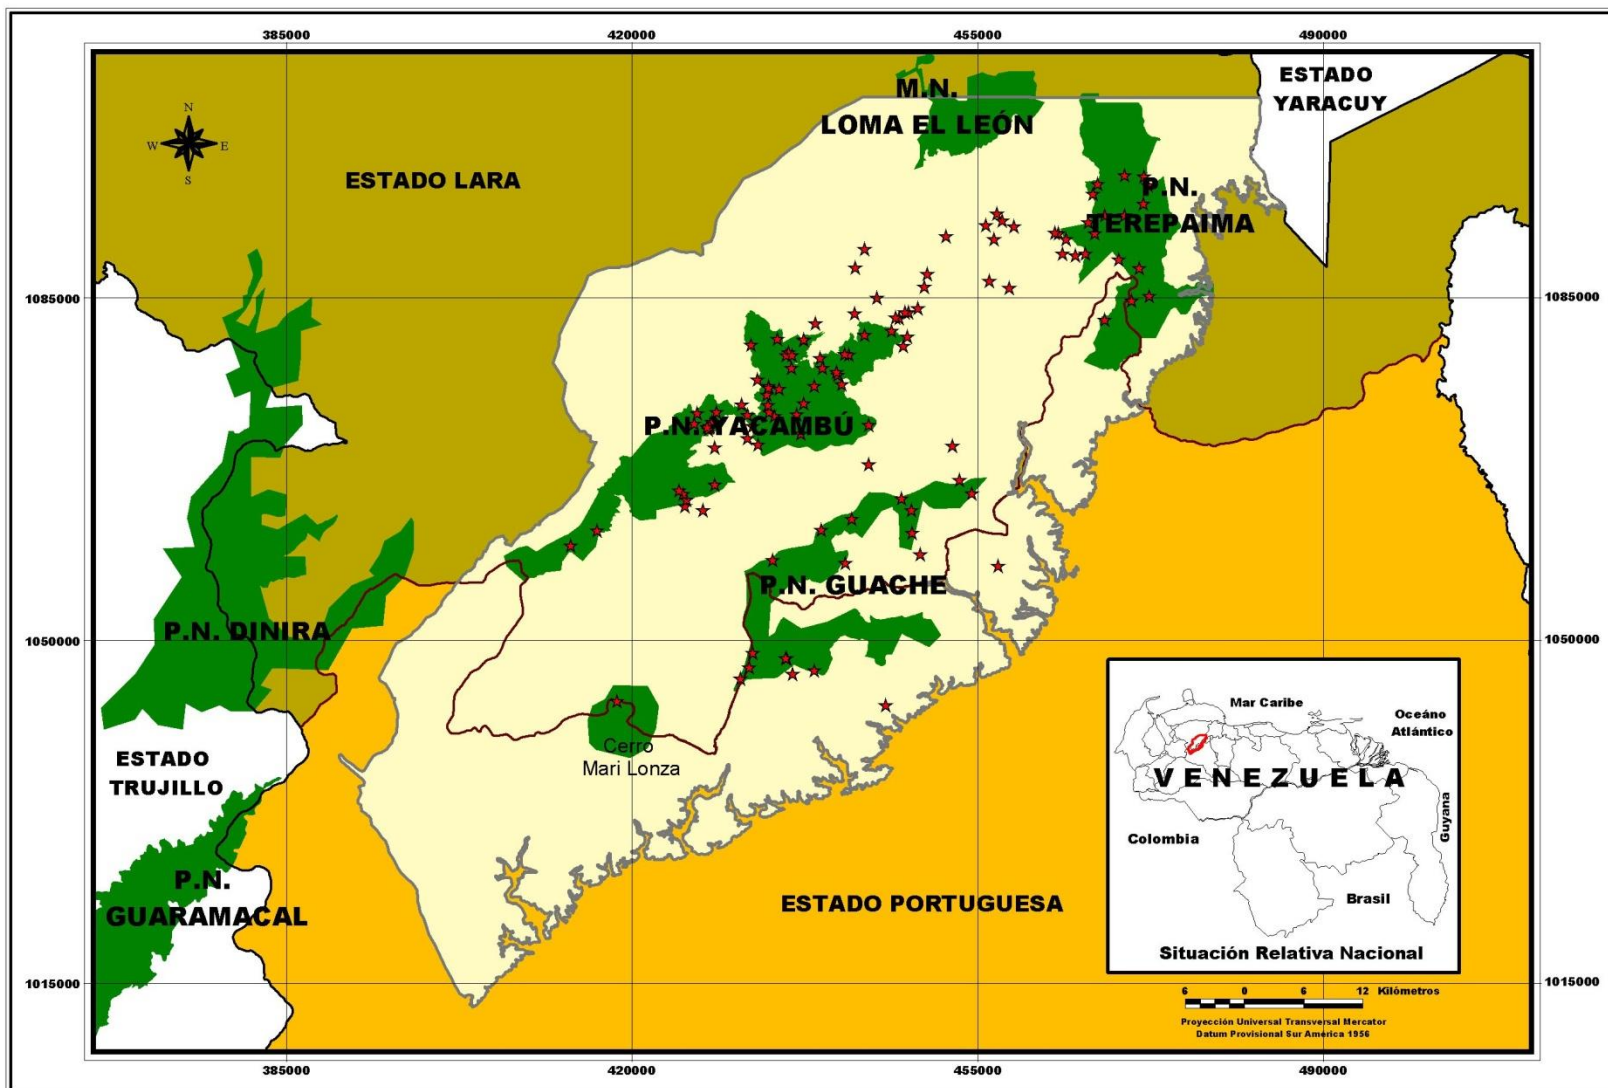 385000
420000
455000
490000
ESTADO
YARACUY
M.N.
LOMA EL LEÓN
N
W
E
S
ESTADO LARA
P.N.
TEREPAIMA
1085000
1085000
P.N. YACAMBÚ
P.N. GUACHE
P.N. DINIRA
1050000
1050000
Cerro
Mari Lonza
ESTADO
TRUJILLO
P.N.
GUARAMACAL
ESTADO PORTUGUESA
Mar Caribe
Oceáno
Atlántico
VENEZUELA
Guyana
Colombia
Brasil
Situación Relativa Nacional
1015000
1015000
6
0
6
12
Kilómetros
Proyección Universal Transversal Mercator
Datum Provisional Sur América 1956
385000
420000
455000
490000